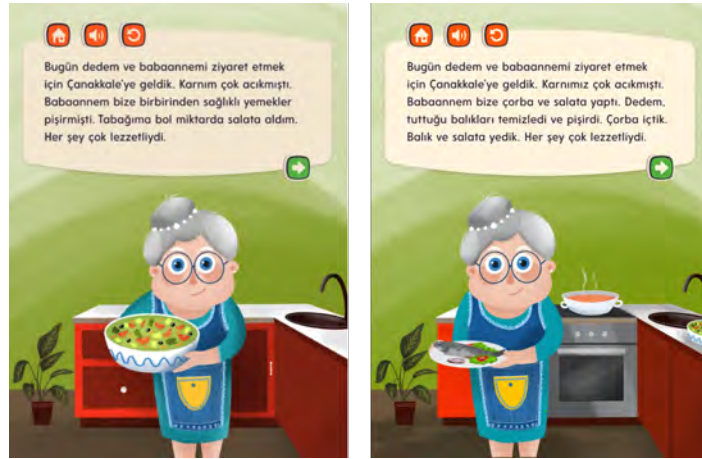 Bugün dedem ve babaannemi ziyaret etmek
için Çanakkale'ye geldik. Karnım çok acıkmıştı.
Babaannem bize birbirinden sağlıklı yemekler
pişirmişti. Tabağıma bol miktarda salata aldım.
Her şey çok lezzetliydi.
Bugün dedem ve babaannemi ziyaret etmek
için Çanakkale'ye geldik. Karnımız çok acıkmıştı.
Babaannem bize çorba ve salata yaptı. Dedem,
tuttuğu balıkları temizledi ve pişirdi. Çorba içtik.
Balık ve salata yedik. Her şey çok lezzetliydi.